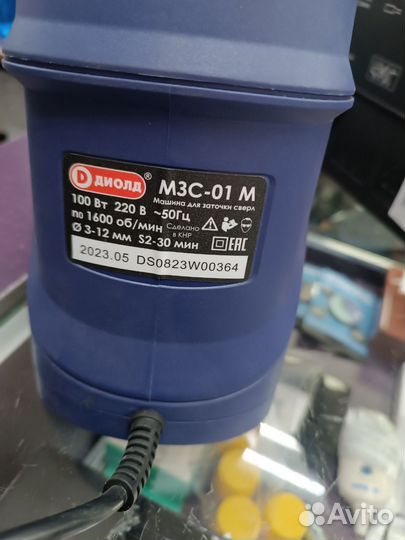 ДИОЛД® МЗС-01 М
Машина для заточки сверл
100 Вт 220 В ~50Гц
no 1600 об/мин Сделано
Ø 3-12 мм S2-30 мин в КНР
EAC
2023.05 DS0823W00364
Avito